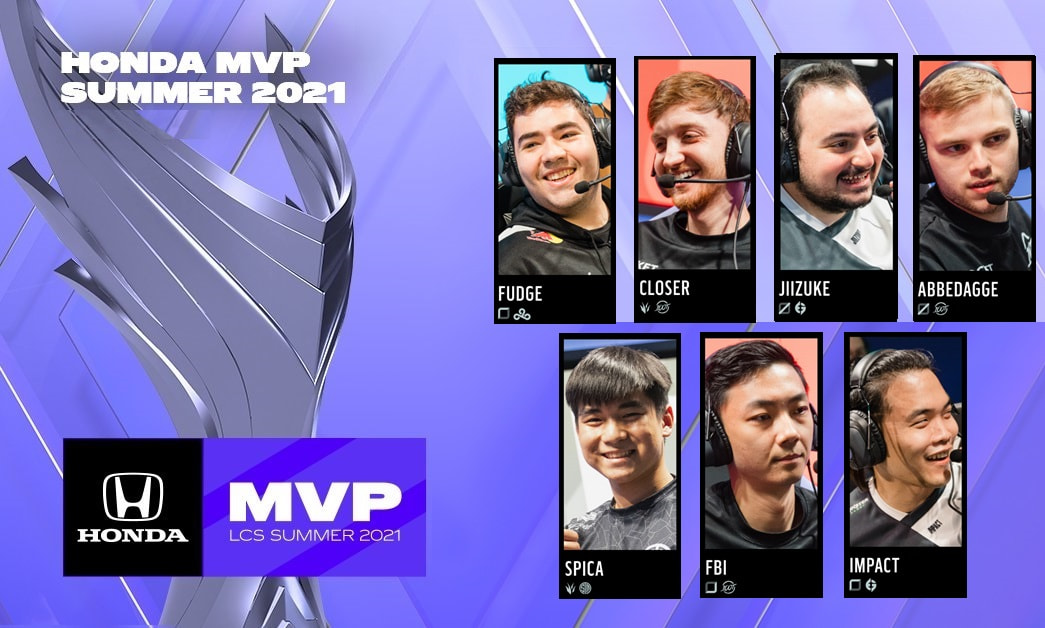 HONDA MVP
SUMMER 2021
FUDGE
CLOSER
JIIZUKE
ABBEDAGGE
HONDA
MVP
LCS SUMMER 2021
SPICA
FBI
IMPACT